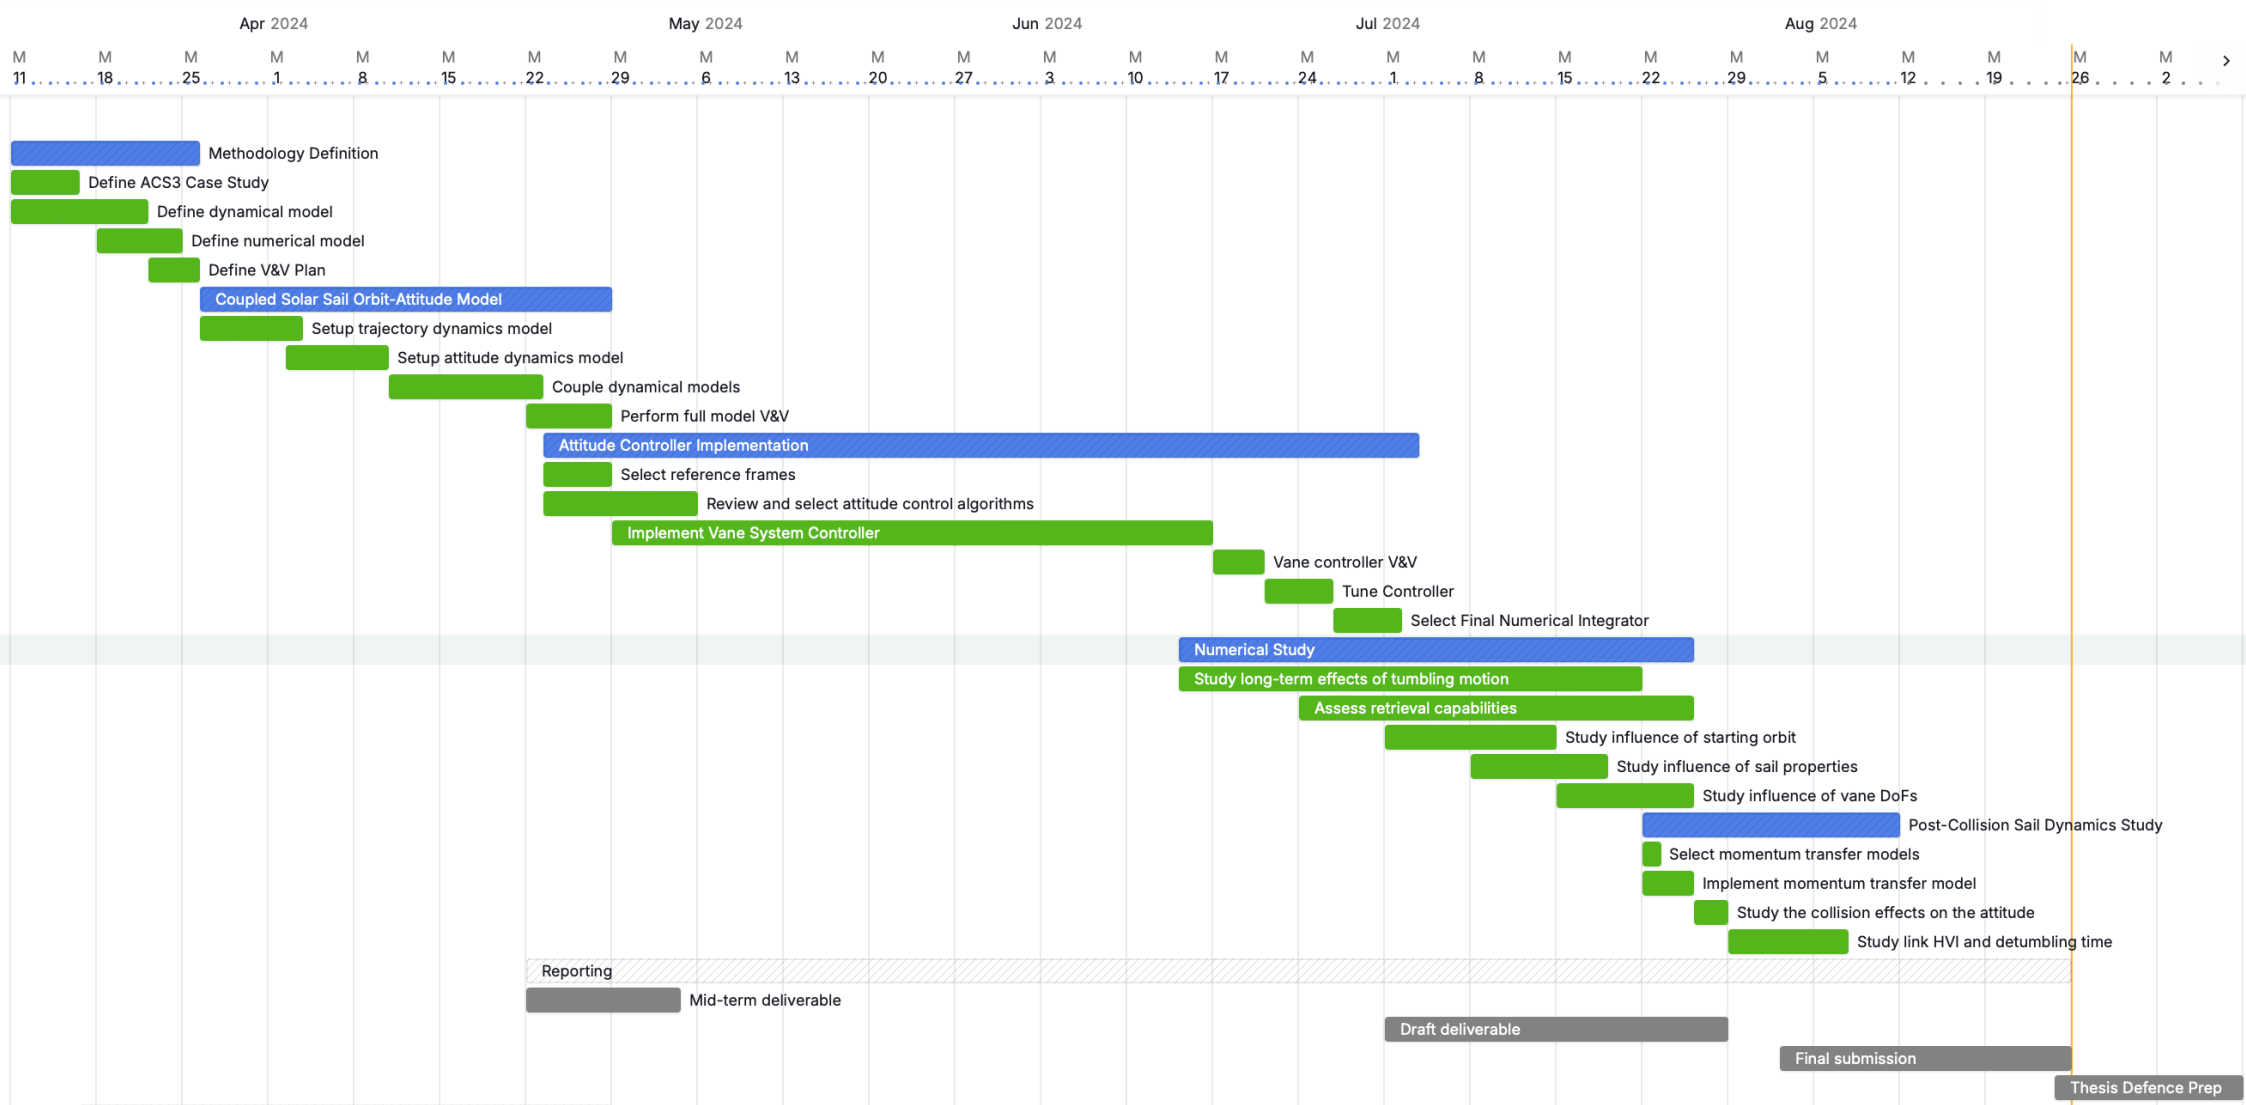 Apr 2024 May 2024 Jun 2024 Jul 2024 Aug 2024
M M M M M M M M M M M M M M M M M M M M M M M M M M
11 18 25 1 8 15 22 29 6 13 20 27 3 10 17 24 1 8 15 22 29 5 12 19 26 2
Methodology Definition
Define ACS3 Case Study
Define dynamical model
Define numerical model
Define V&V Plan
Coupled Solar Sail Orbit-Attitude Model
Setup trajectory dynamics model
Setup attitude dynamics model
Couple dynamical models
Perform full model V&V
Attitude Controller Implementation
Select reference frames
Review and select attitude control algorithms
Implement Vane System Controller
Vane controller V&V
Tune Controller
Select Final Numerical Integrator
Numerical Study
Study long-term effects of tumbling motion
Assess retrieval capabilities
Study influence of starting orbit
Study influence of sail properties
Study influence of vane DoFs
Post-Collision Sail Dynamics Study
Select momentum transfer models
Implement momentum transfer model
Study the collision effects on the attitude
Study link HVI and detumbling time
Reporting
Mid-term deliverable
Draft deliverable
Final submission
Thesis Defence Prep